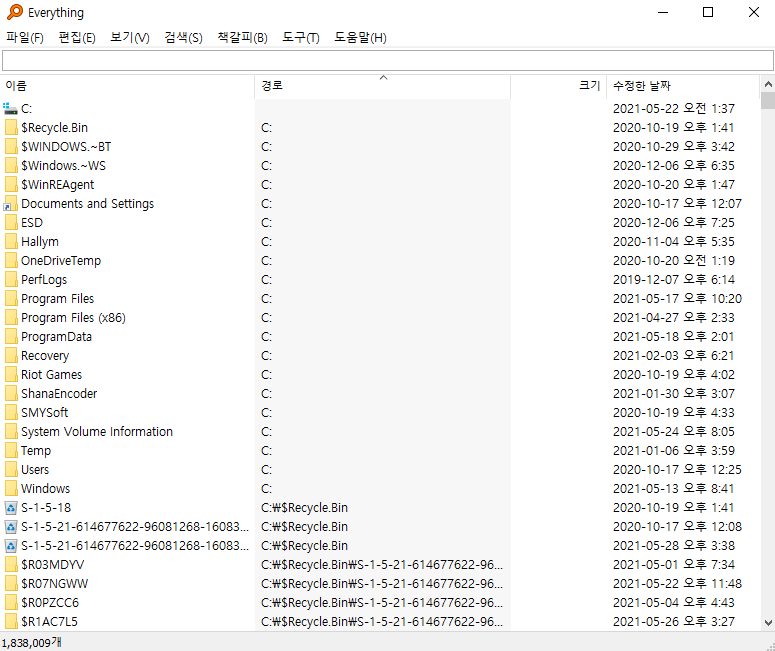 Everything
파일(F) 편집(E) 보기(V) 검색(S) 책갈피(B) 도구(T) 도움말(H)
이름 경로 크기 수정한 날짜
C: 2021-05-22 오전 1:37
$Recycle.Bin C: 2020-10-19 오후 1:41
$WINDOWS.~BT C: 2020-10-29 오후 3:42
$Windows.~WS C: 2020-12-06 오후 6:35
$WinREAgent C: 2020-10-20 오후 1:47
Documents and Settings C: 2020-10-17 오후 12:07
ESD C: 2020-12-06 오후 7:25
Hallym C: 2020-11-04 오후 5:35
OneDriveTemp C: 2020-10-20 오전 1:19
PerfLogs C: 2019-12-07 오후 6:14
Program Files C: 2021-05-17 오후 10:20
Program Files (x86) C: 2021-04-27 오후 2:33
ProgramData C: 2021-05-18 오후 2:01
Recovery C: 2021-02-03 오후 6:21
Riot Games C: 2020-10-19 오후 4:02
ShanaEncoder C: 2021-01-30 오후 3:07
SMYSoft C: 2020-10-19 오후 4:33
System Volume Information C: 2021-05-24 오후 8:05
Temp C: 2021-01-06 오후 3:59
Users C: 2020-10-17 오후 12:25
Windows C: 2021-05-13 오후 8:41
S-1-5-18 C:₩$Recycle.Bin 2020-10-19 오후 1:41
S-1-5-21-614677622-96081268-16083... C:₩$Recycle.Bin 2020-10-17 오후 12:08
S-1-5-21-614677622-96081268-16083... C:₩$Recycle.Bin 2021-05-28 오후 3:38
$R03MDYV C:₩$Recycle.Bin₩S-1-5-21-614677622-96... 2021-05-01 오후 7:34
$R07NGWW C:₩$Recycle.Bin₩S-1-5-21-614677622-96... 2021-05-22 오후 11:48
$R0PZCC6 C:₩$Recycle.Bin₩S-1-5-21-614677622-96... 2021-05-04 오후 4:43
$R1AC7L5 C:₩$Recycle.Bin₩S-1-5-21-614677622-96... 2021-05-26 오후 3:27
1,838,009개